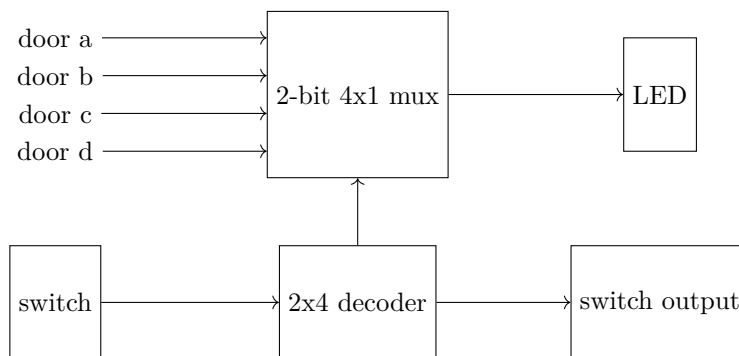 door a
door b
door c
door d
2-bit 4x1 mux
LED
switch
2x4 decoder
switch output